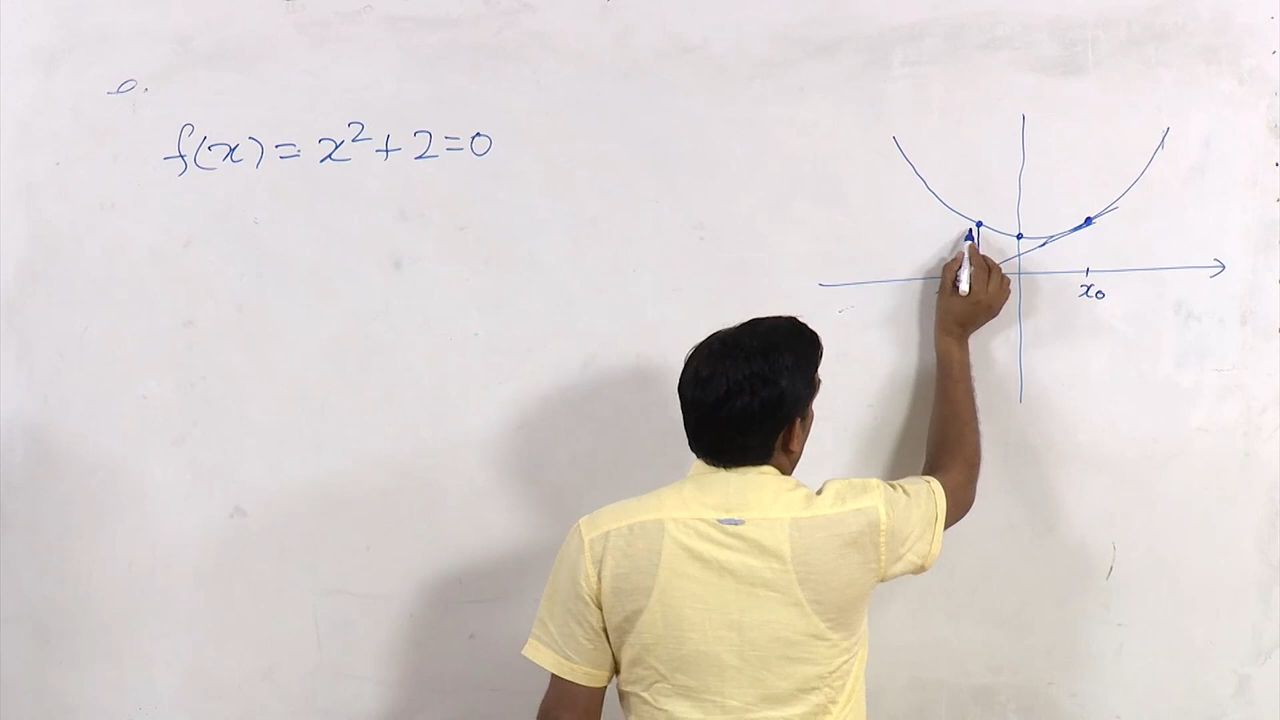 f(x) = x² + 2 = 0
x₀